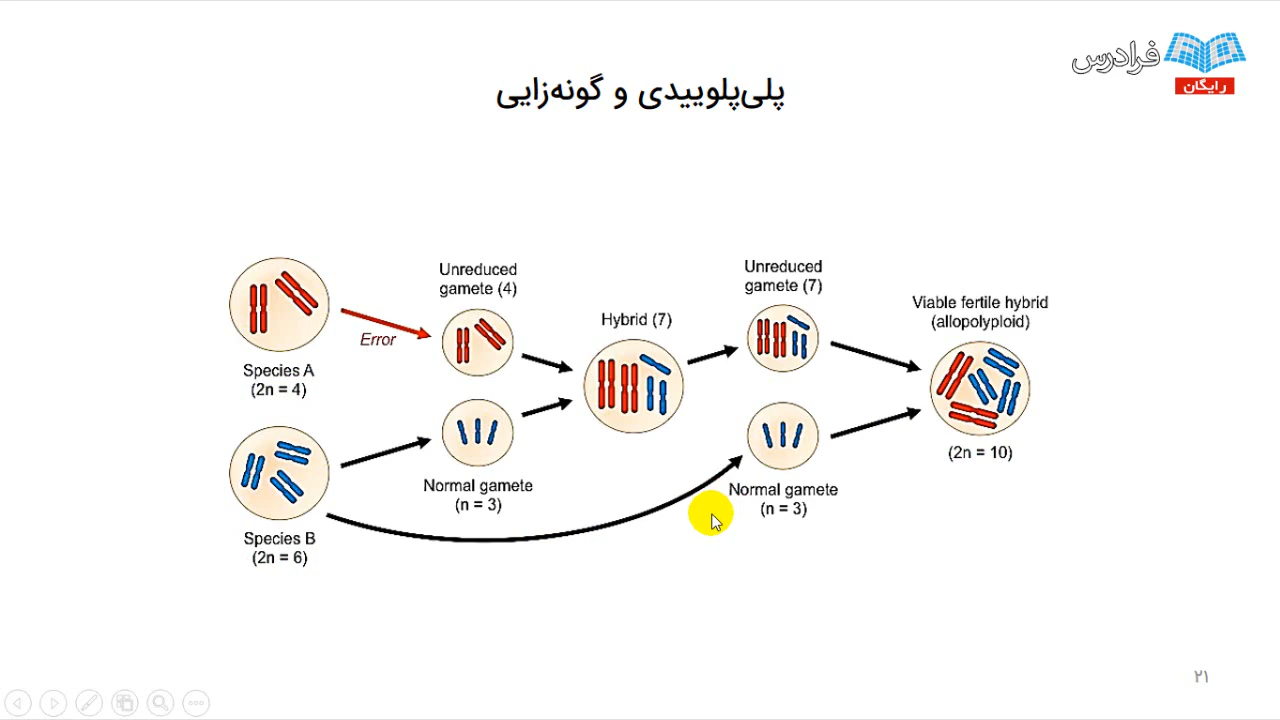 فرادرس
رایگان
پلی‌پلوییدی و گونه‌زایی
Species A
(2n = 4)
Error
Unreduced
gamete (4)
Species B
(2n = 6)
Normal gamete
(n = 3)
Hybrid (7)
Unreduced
gamete (7)
Normal gamete
(n = 3)
Viable fertile hybrid
(allopolyploid)
(2n = 10)
۲۱